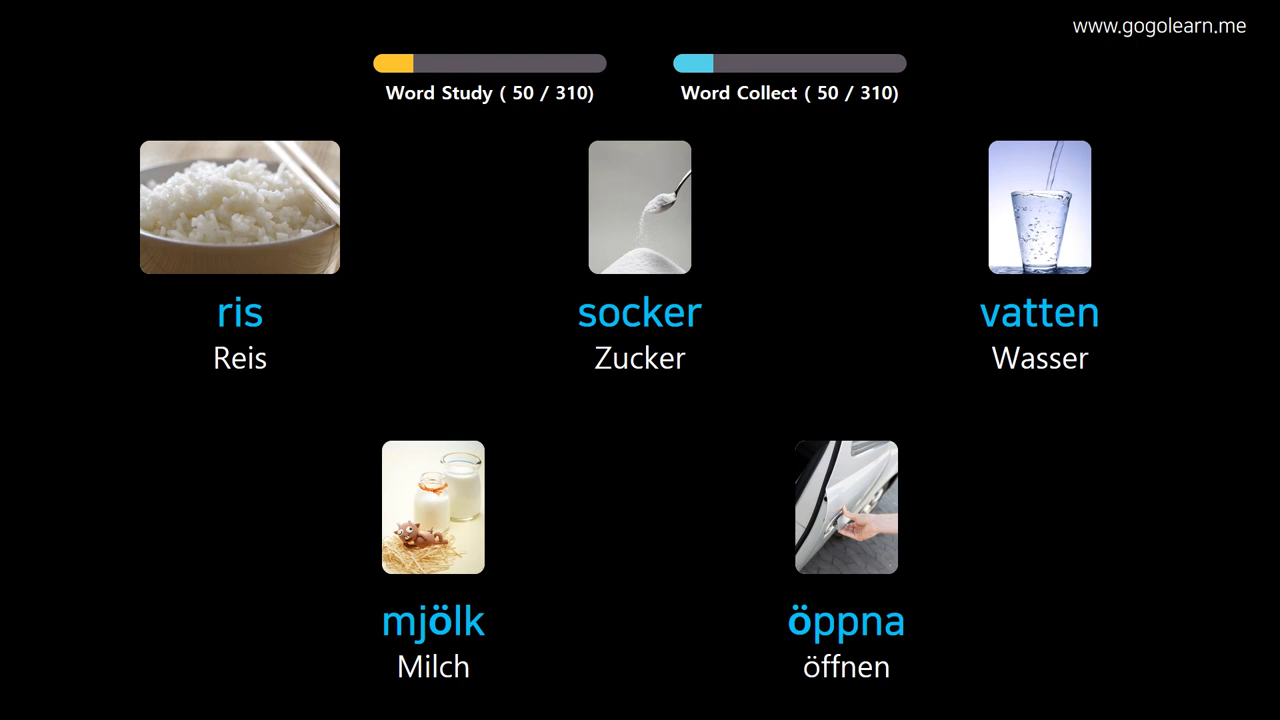 www.gogolearn.me
Word Study ( 50 / 310)
Word Collect ( 50 / 310)
ris
Reis
socker
Zucker
vatten
Wasser
mjölk
Milch
öppna
öffnen